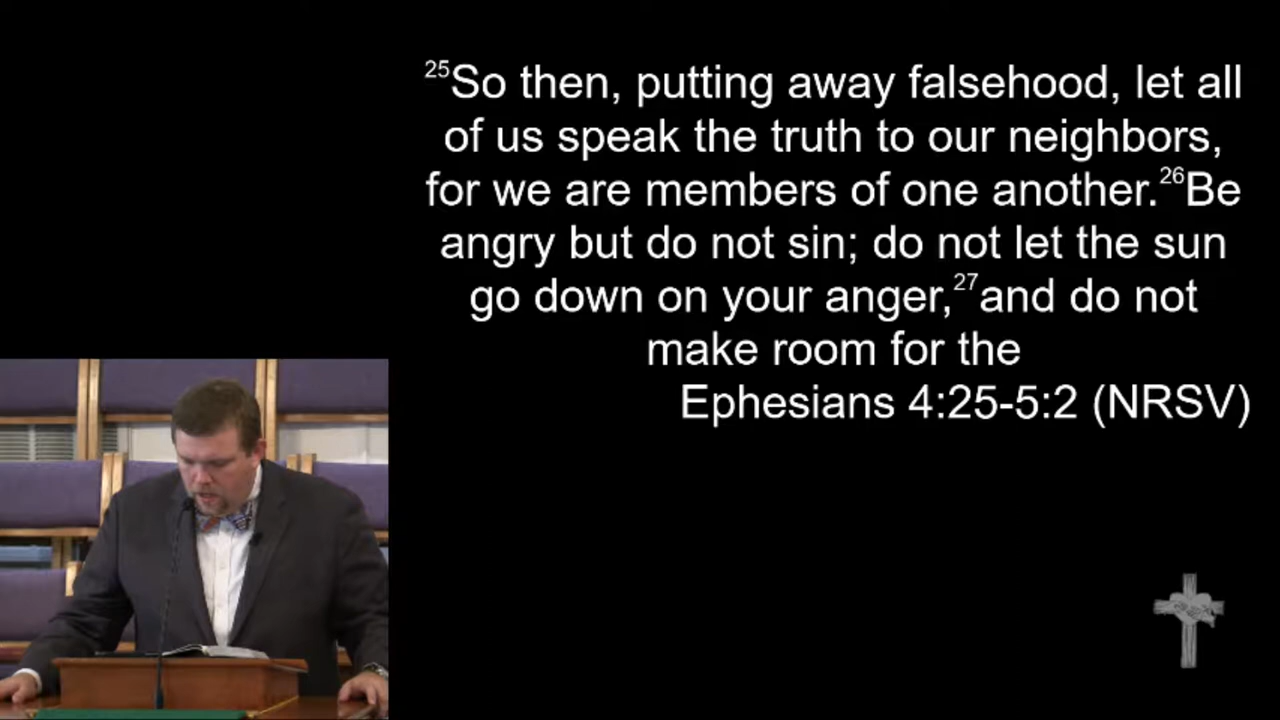 ²⁵So then, putting away falsehood, let all
of us speak the truth to our neighbors,
for we are members of one another.²⁶Be
angry but do not sin; do not let the sun
go down on your anger,²⁷and do not
make room for the
Ephesians 4:25-5:2 (NRSV)